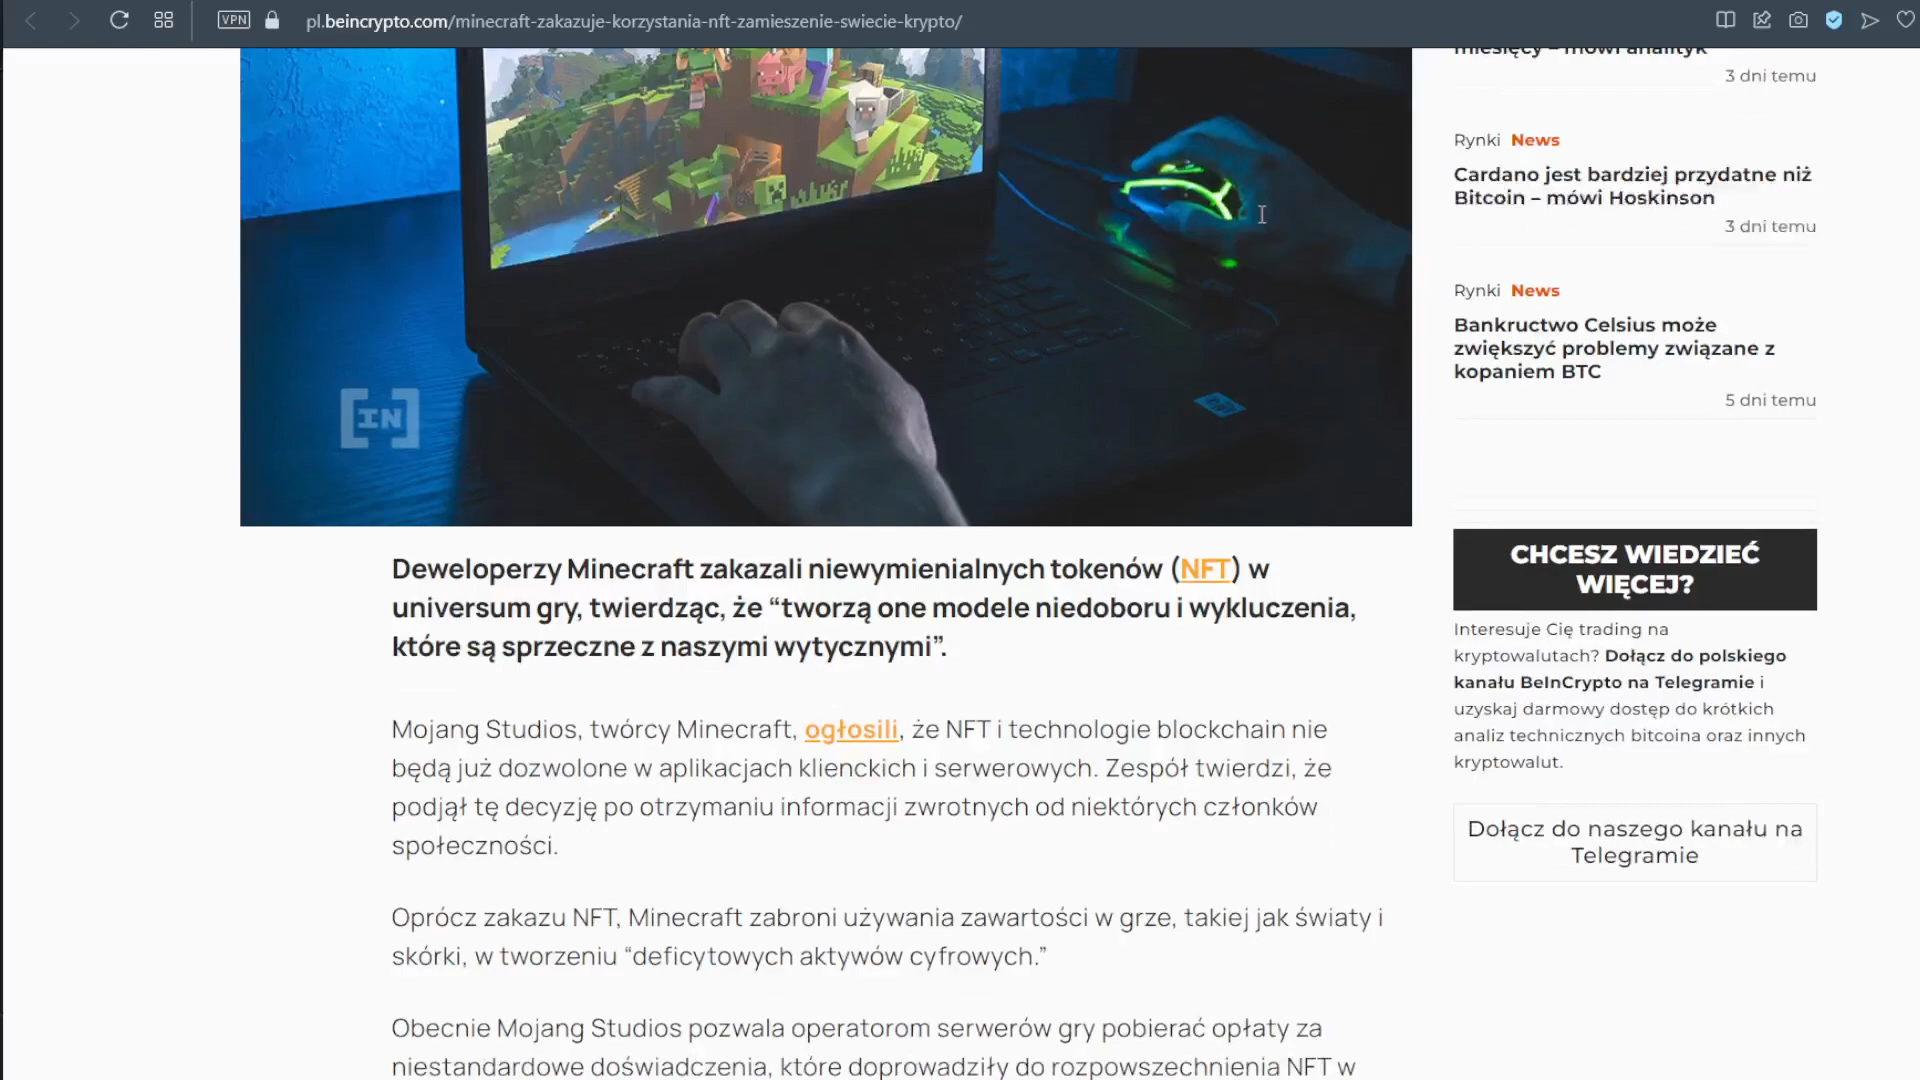 VPN
pl.beincrypto.com/minecraft-zakazuje-korzystania-nft-zamieszenie-swiecie-krypto/
IN
Deweloperzy Minecraft zakazali niewymienialnych tokenów (NFT) w
universum gry, twierdząc, że “tworzą one modele niedoboru i wykluczenia,
które są sprzeczne z naszymi wytycznymi”.
Mojang Studios, twórcy Minecraft, ogłosili, że NFT i technologie blockchain nie
będą już dozwolone w aplikacjach klienckich i serwerowych. Zespół twierdzi, że
podjął tę decyzję po otrzymaniu informacji zwrotnych od niektórych członków
społeczności.
Oprócz zakazu NFT, Minecraft zabroni używania zawartości w grze, takiej jak światy i
skórki, w tworzeniu “deficytowych aktywów cyfrowych.”
Obecnie Mojang Studios pozwala operatorom serwerów gry pobierać opłaty za
niestandardowe doświadczenia, które doprowadziły do rozpowszechnienia NFT w
miesięcy – mówi analityk
3 dni temu
Rynki News
Cardano jest bardziej przydatne niż
Bitcoin – mówi Hoskinson
3 dni temu
Rynki News
Bankructwo Celsius może
zwiększyć problemy związane z
kopaniem BTC
5 dni temu
CHCESZ WIEDZIEĆ
WIĘCEJ?
Interesuje Cię trading na
kryptowalutach? Dołącz do polskiego
kanału BeInCrypto na Telegramie i
uzyskaj darmowy dostęp do krótkich
analiz technicznych bitcoina oraz innych
kryptowalut.
Dołącz do naszego kanału na
Telegramie